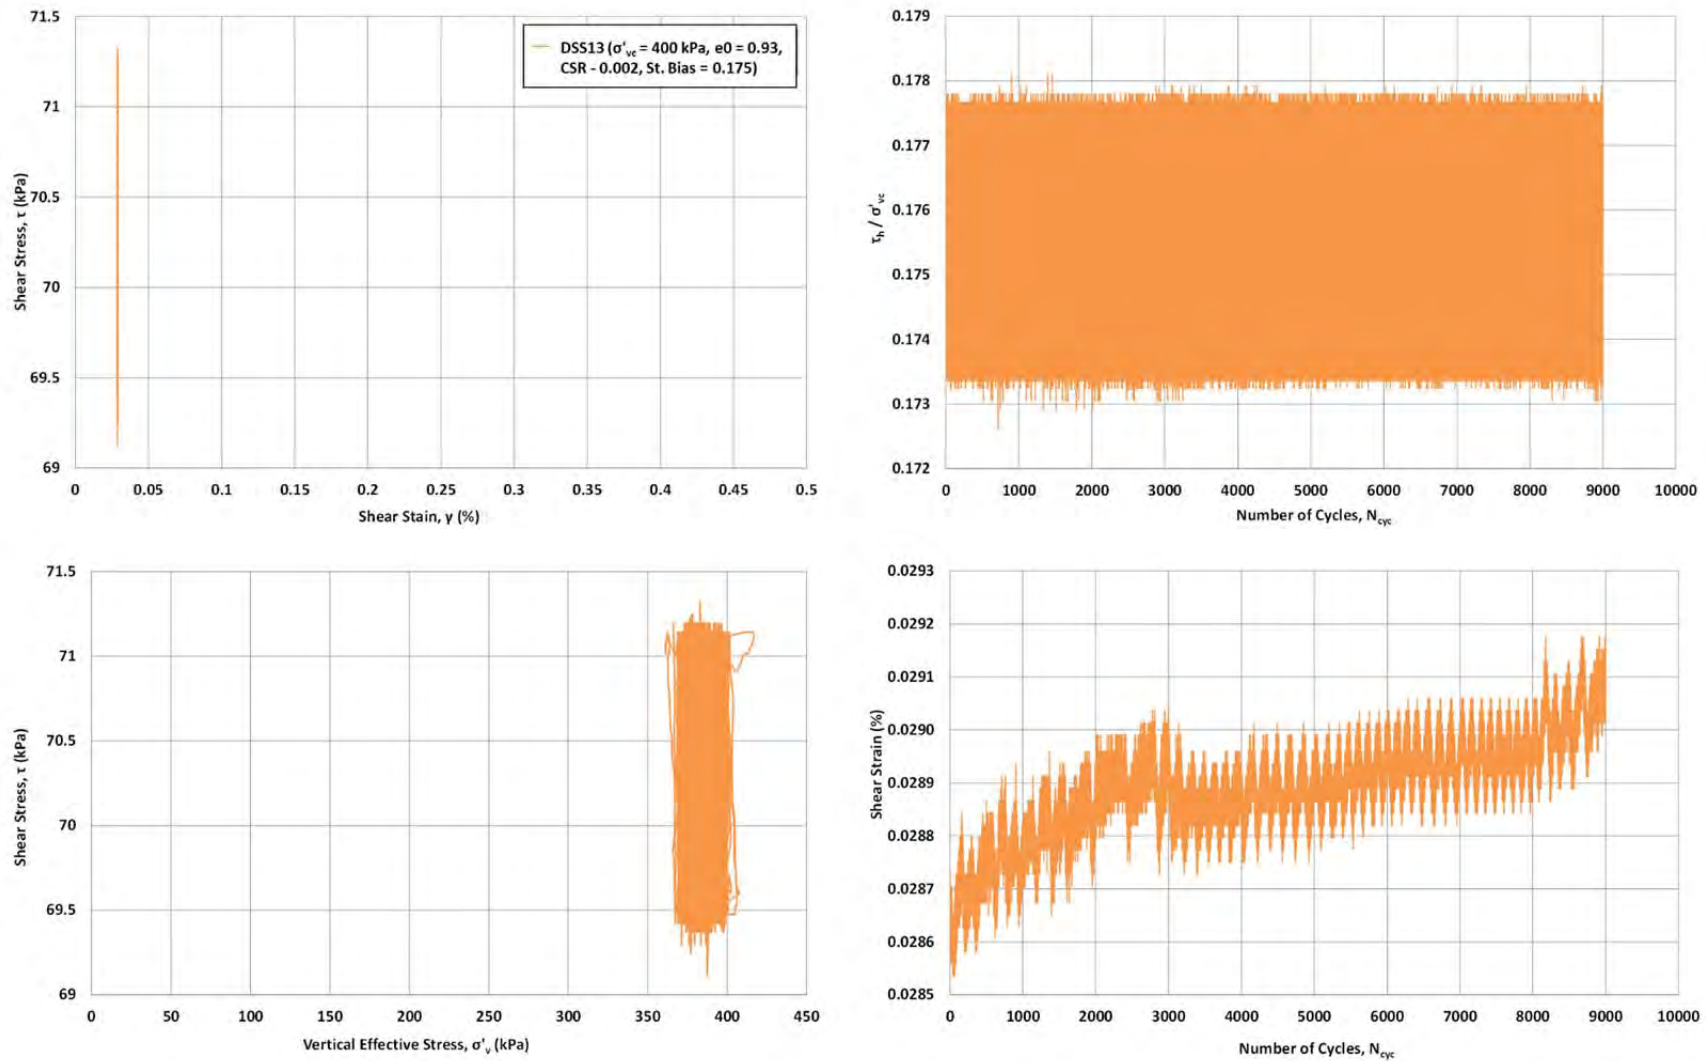 71.5
71
70.5
70
69.5
69
Shear Stress, τ (kPa)
DSS13 (σ'vc = 400 kPa, e0 = 0.93,
CSR - 0.002, St. Bias = 0.175)
0 0.05 0.1 0.15 0.2 0.25 0.3 0.35 0.4 0.45 0.5
Shear Stain, γ (%)
0.179
0.178
0.177
0.176
0.175
0.174
0.173
0.172
τh / σ'vc
0 1000 2000 3000 4000 5000 6000 7000 8000 9000 10000
Number of Cycles, Ncyc
71.5
71
70.5
70
69.5
69
Shear Stress, τ (kPa)
0 50 100 150 200 250 300 350 400 450
Vertical Effective Stress, σ'v (kPa)
0.0293
0.0292
0.0291
0.0290
0.0289
0.0288
0.0287
0.0286
0.0285
Shear Strain (%)
0 1000 2000 3000 4000 5000 6000 7000 8000 9000 10000
Number of Cycles, Ncyc